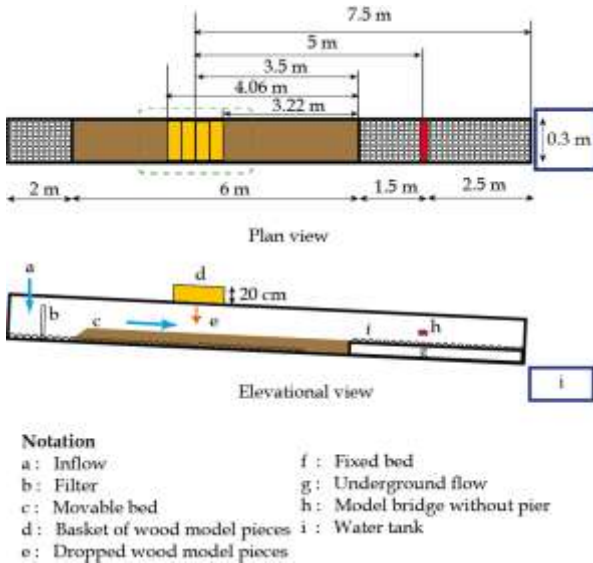 7.5 m
5 m
3.5 m
4.06 m
3.22 m
0.3 m
2 m
6 m
1.5 m
2.5 m
Plan view
a
d
20 cm
b
c
e
f
h
g
i
Elevational view
Notation
a : Inflow
b : Filter
c : Movable bed
d : Basket of wood model pieces
e : Dropped wood model pieces
f : Fixed bed
g : Underground flow
h : Model bridge without pier
i : Water tank